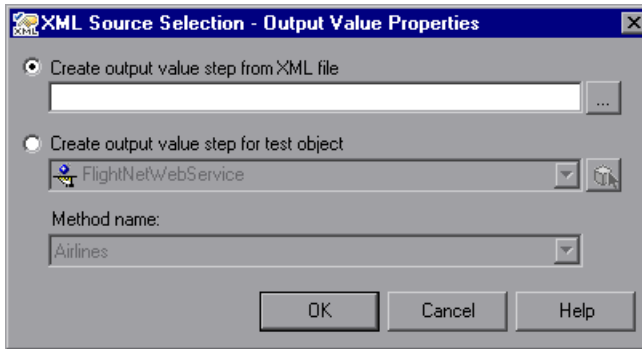 XML Source Selection - Output Value Properties
Create output value step from XML file
...
Create output value step for test object
FlightNetWebService
Method name:
Airlines
OK Cancel Help